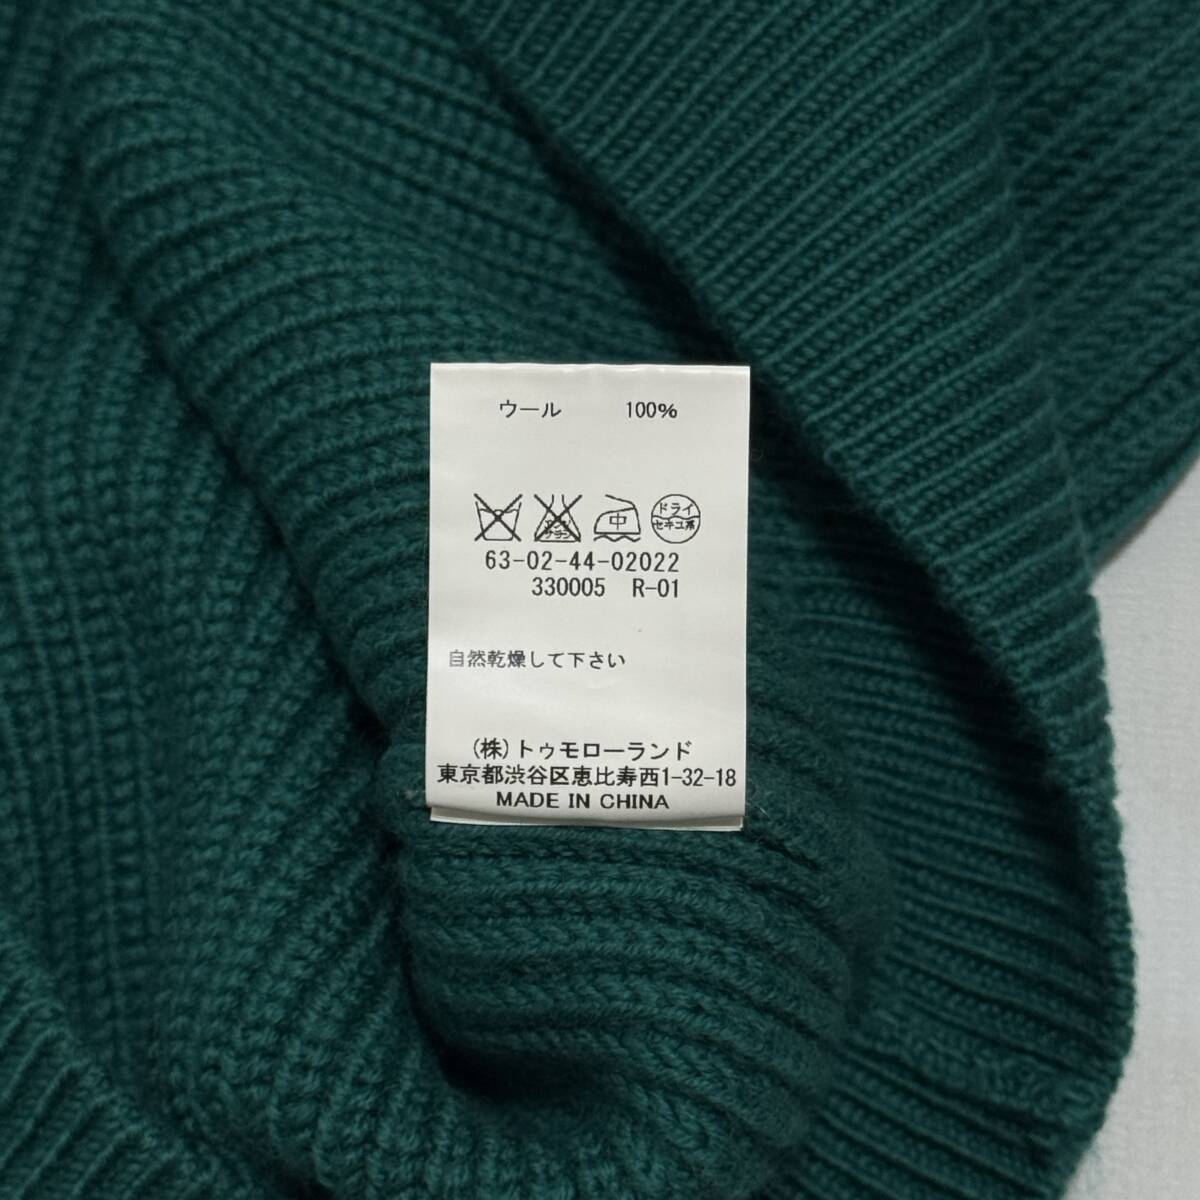 ウール 100%
ドライ
セキユ系
63-02-44-02022
330005 R-01
自然乾燥して下さい
(株)トゥモローランド
東京都渋谷区恵比寿西1-32-18
MADE IN CHINA
中